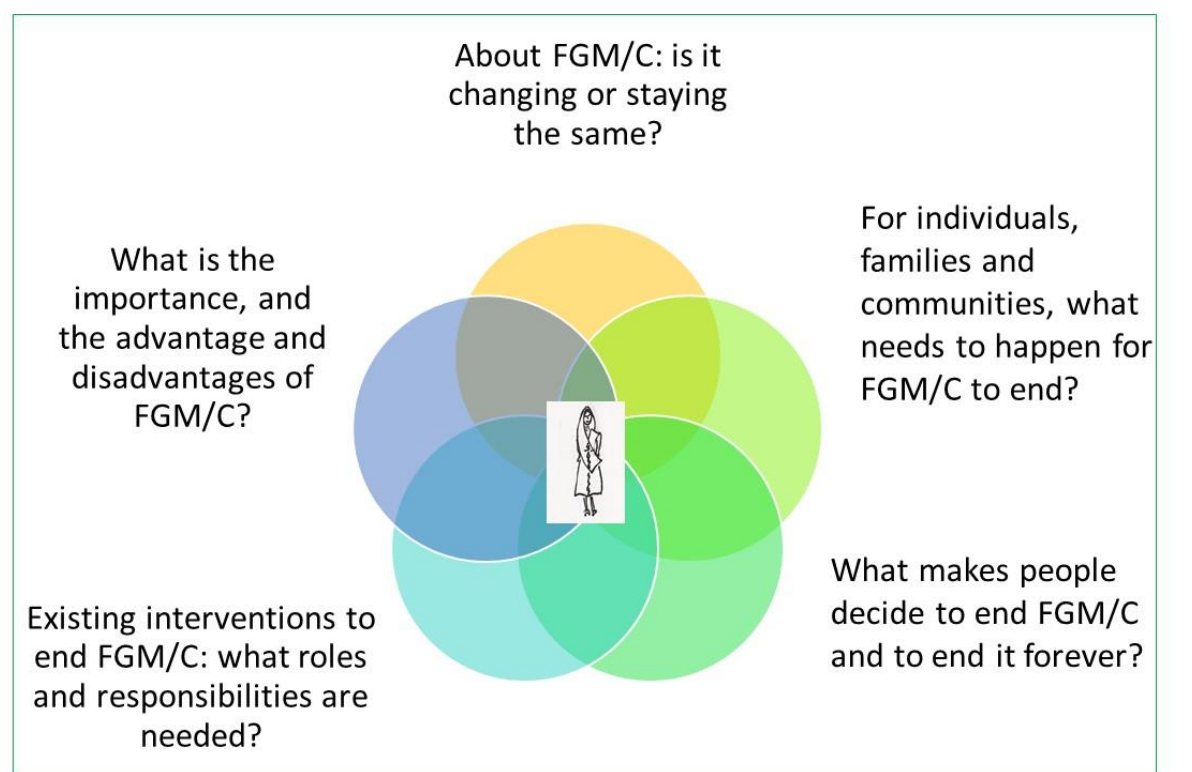 About FGM/C: is it
changing or staying
the same?
For individuals,
families and
communities, what
needs to happen for
FGM/C to end?
What is the
importance, and
the advantage and
disadvantages of
FGM/C?
What makes people
decide to end FGM/C
and to end it forever?
Existing interventions to
end FGM/C: what roles
and responsibilities are
needed?